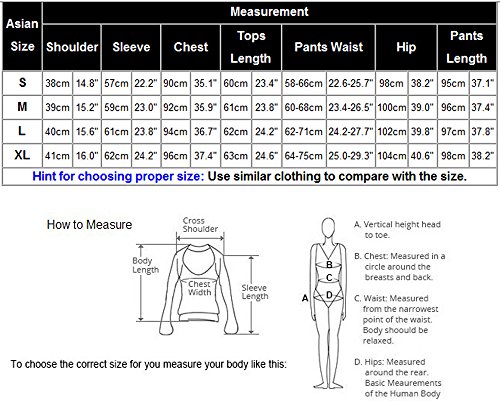 Asian Size Measurement
Shoulder Sleeve Chest Tops Length Pants Waist Hip Pants Length
S 38cm 14.8" 57cm 22.2" 90cm 35.1" 60cm 23.4" 58-66cm 22.6-25.7" 98cm 38.2" 95cm 37.1"
M 39cm 15.2" 59cm 23.0" 92cm 35.9" 61cm 23.8" 60-68cm 23.4-26.5" 100cm 39.0" 96cm 37.4"
L 40cm 15.6" 61cm 23.8" 94cm 36.7" 62cm 24.2" 62-71cm 24.2-27.7" 102cm 39.8" 97cm 37.8"
XL 41cm 16.0" 62cm 24.2" 96cm 37.4" 63cm 24.6" 64-75cm 25.0-29.3" 104cm 40.6" 98cm 38.2"
Hint for choosing proper size: Use similar clothing to compare with the size.
How to Measure
Cross
Shoulder
Body
Length
Chest
Width
Sleeve
Length
To choose the correct size for you measure your body like this:
A
B
C
D
A. Vertical height head
to toe.
B. Chest: Measured in a
circle around the
breasts and back.
C. Waist: Measured from
the narrowest
point of the waist.
Body shoould be
relaxed.
D. Hips: Measured
around the rear.
Basic Meaurements
of the Human Body